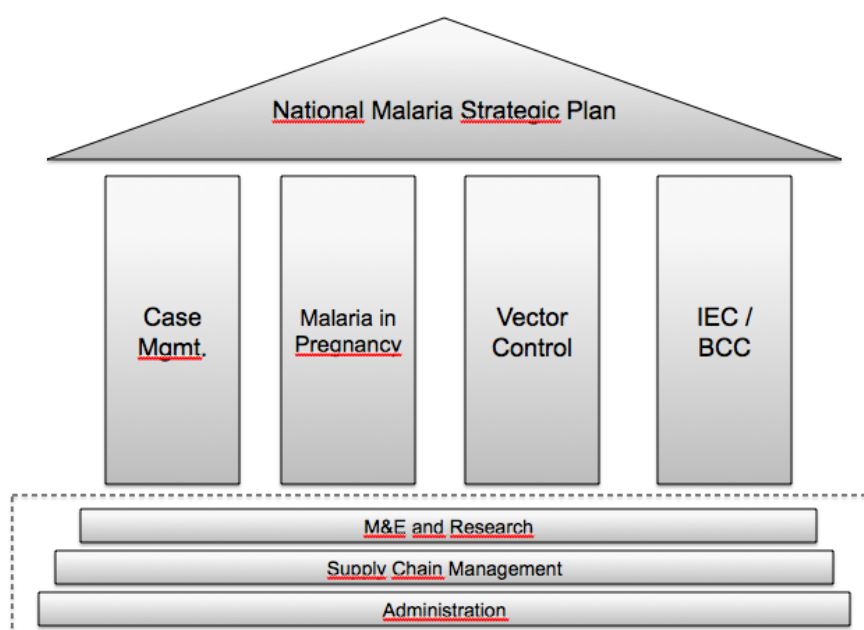 National Malaria Strategic Plan
Case
Mgmt.
Malaria in
Pregnancy
Vector
Control
IEC /
BCC
M&E and Research
Supply Chain Management
Administration